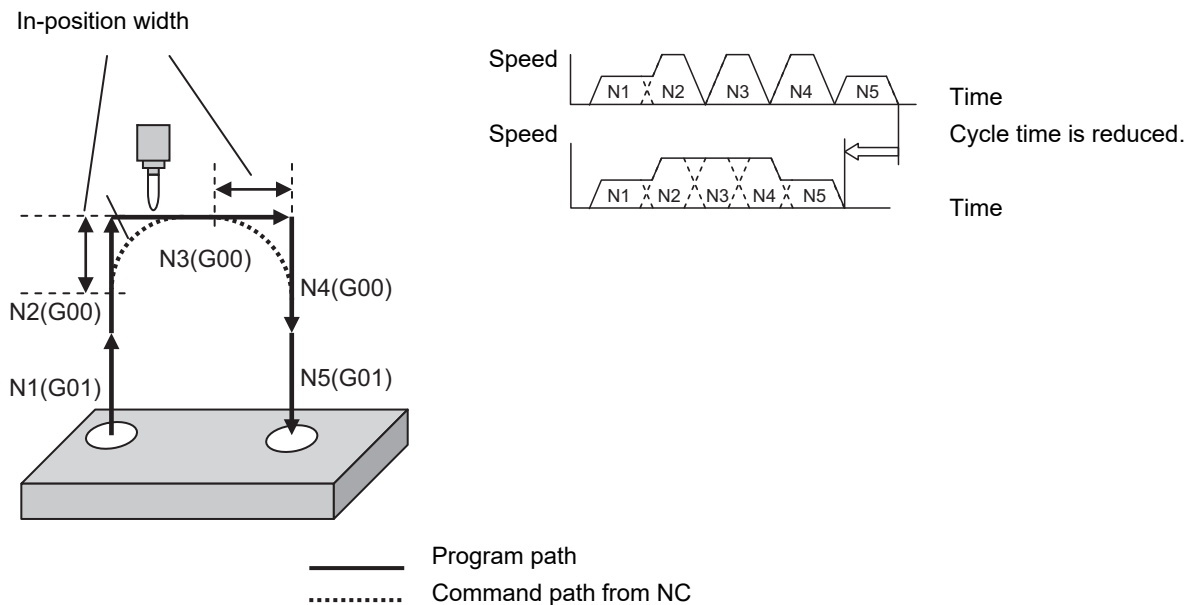 In-position width
N3(G00)
N2(G00)
N4(G00)
N1(G01)
N5(G01)
Speed
N1 N2 N3 N4 N5
Time
Cycle time is reduced.
Speed
N1 N2 N3 N4 N5
Time
Program path
Command path from NC